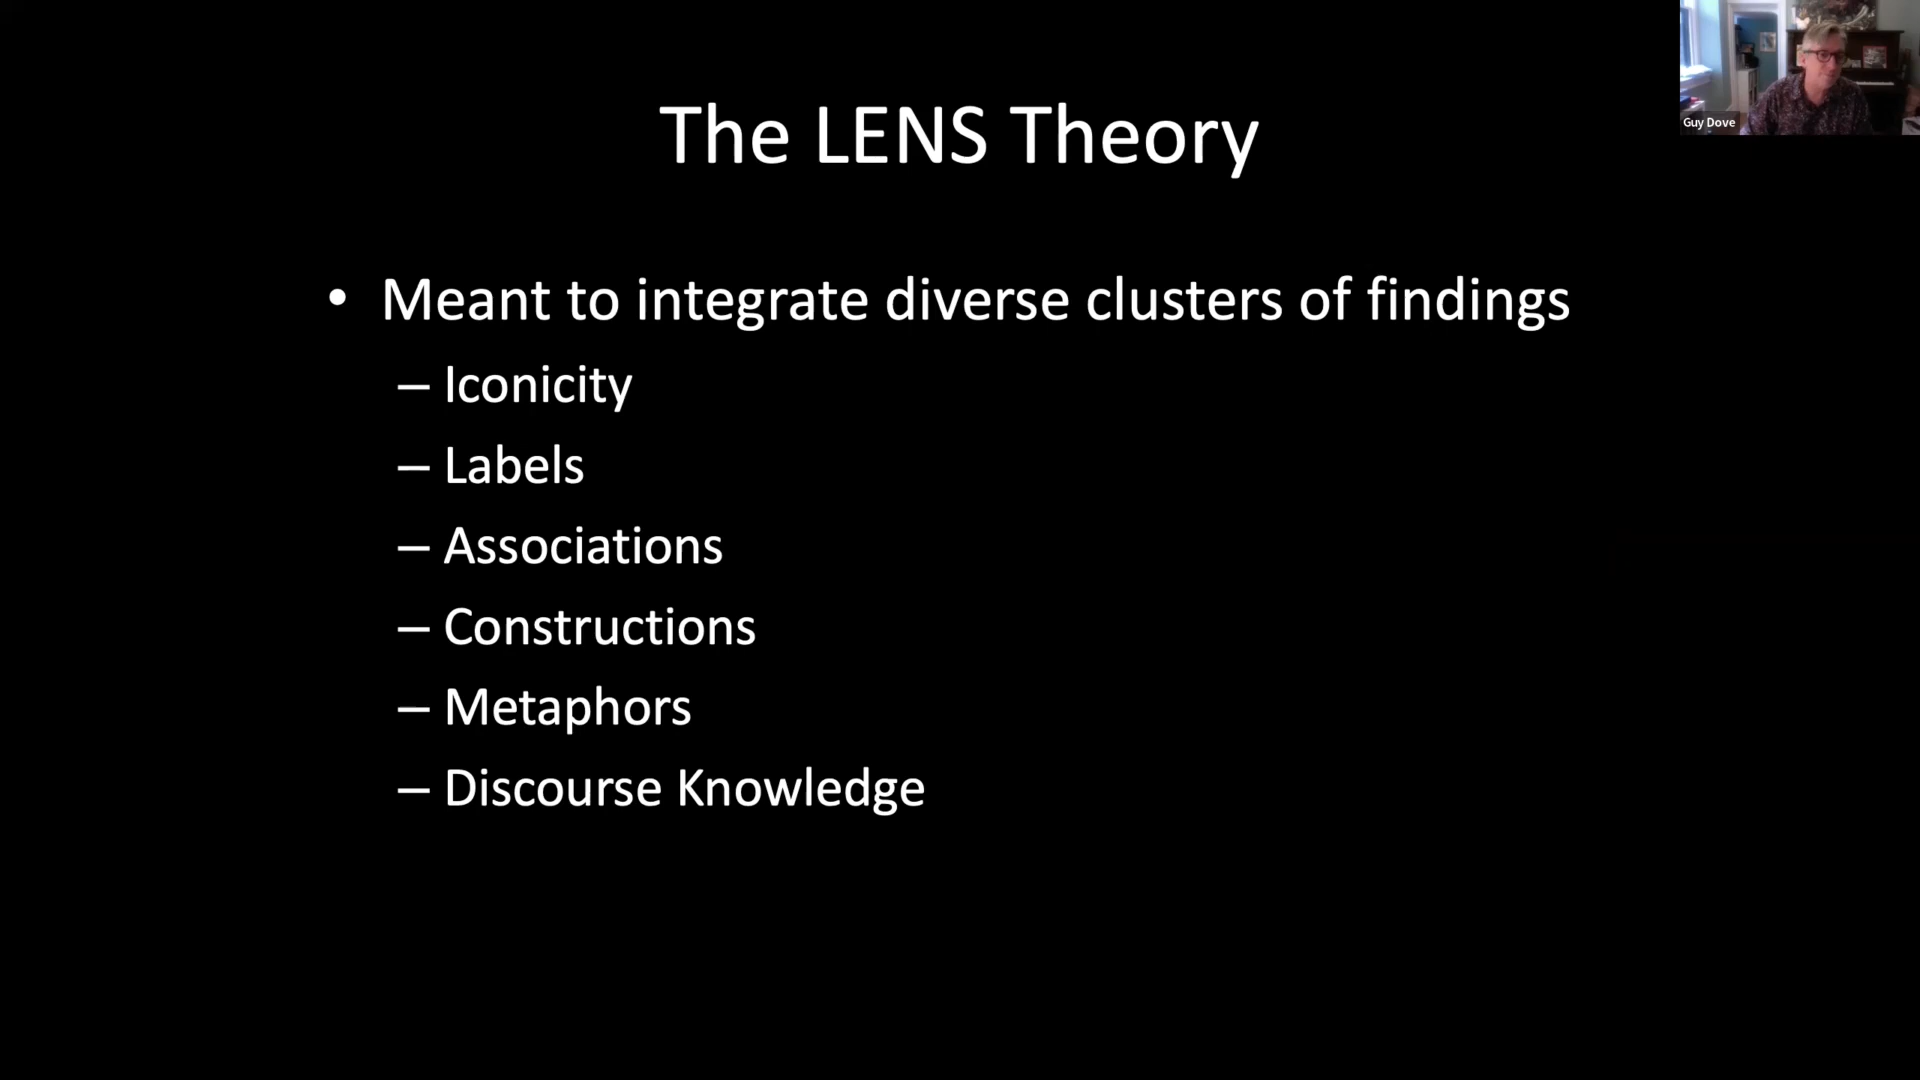 The LENS Theory
Guy Dove
• Meant to integrate diverse clusters of findings
– Iconicity
– Labels
– Associations
– Constructions
– Metaphors
– Discourse Knowledge